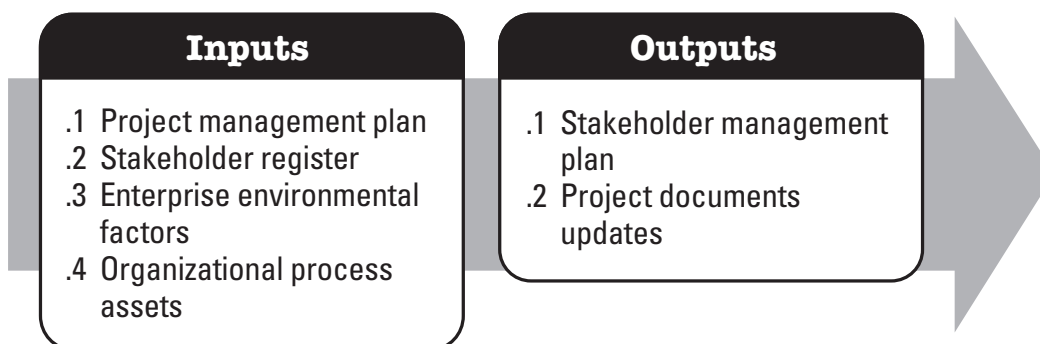 Inputs
.1 Project management plan
.2 Stakeholder register
.3 Enterprise environmental
factors
.4 Organizational process
assets
Outputs
.1 Stakeholder management
plan
.2 Project documents
updates